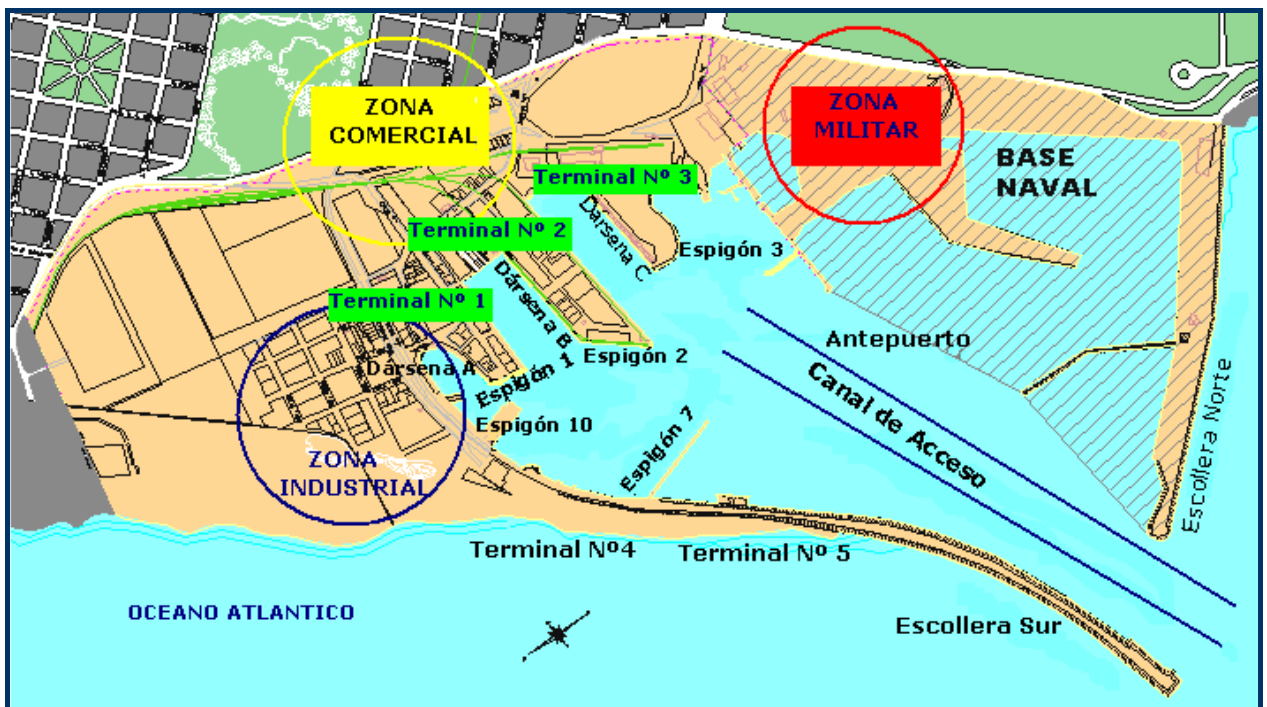 ZONA
COMERCIAL
ZONA
MILITAR
BASE
NAVAL
Terminal Nº 3
Terminal Nº 2
Dársena C
Espigón 3
Terminal Nº 1
Dársena B
Antepuerto
Espigón 2
Dársena A
Espigón 1
Canal de Acceso
Escollera Norte
Espigón 10
Espigón 7
ZONA
INDUSTRIAL
Terminal Nº4
Terminal Nº 5
OCEANO ATLANTICO
Escollera Sur